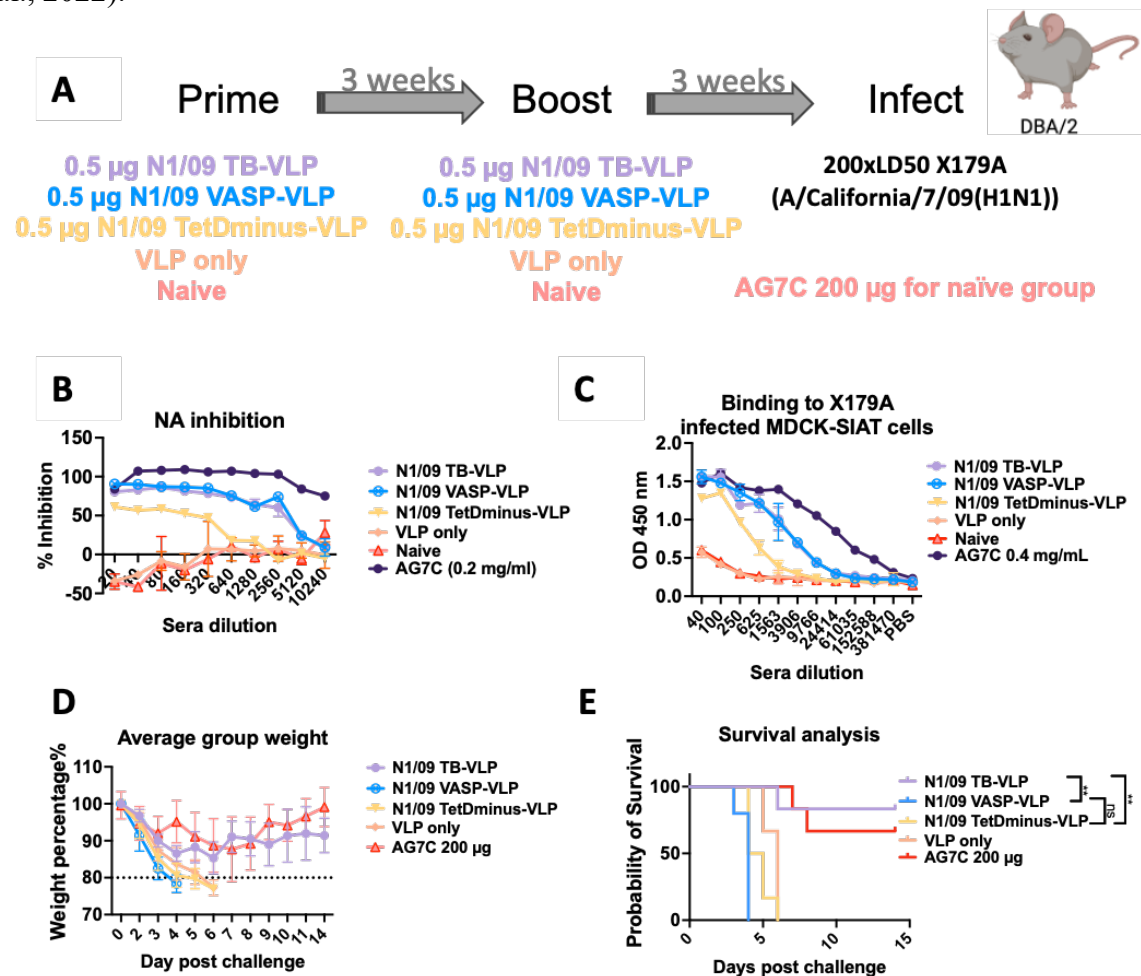 A
Prime
3 weeks
Boost
3 weeks
Infect
DBA/2
0.5 µg N1/09 TB-VLP
0.5 µg N1/09 VASP-VLP
0.5 µg N1/09 TetDminus-VLP
VLP only
Naive
0.5 µg N1/09 TB-VLP
0.5 µg N1/09 VASP-VLP
0.5 µg N1/09 TetDminus-VLP
VLP only
Naive
200xLD50 X179A
(A/California/7/09(H1N1))
AG7C 200 µg for naïve group
B
NA inhibition
% Inhibition
150
100
50
0
-50
80
160
320
640
1280
2560
5120
10240
Sera dilution
N1/09 TB-VLP
N1/09 VASP-VLP
N1/09 TetDminus-VLP
VLP only
Naive
AG7C (0.2 mg/ml)
C
Binding to X179A
infected MDCK-SIAT cells
OD 450 nm
2.0
1.5
1.0
0.5
0.0
40
100
250
625
1563
3906
9766
24414
61035
152588
381470
PBS
Sera dilution
N1/09 TB-VLP
N1/09 VASP-VLP
N1/09 TetDminus-VLP
VLP only
Naive
AG7C 0.4 mg/mL
D
Average group weight
Weight percentage%
110
100
90
80
70
0
2
3
4
5
6
7
8
9
10
11
14
Day post challenge
N1/09 TB-VLP
N1/09 VASP-VLP
N1/09 TetDminus-VLP
VLP only
AG7C 200 µg
E
Survival analysis
Probability of Survival
100
50
0
0
5
10
15
Days post challenge
N1/09 TB-VLP
N1/09 VASP-VLP
N1/09 TetDminus-VLP
VLP only
AG7C 200 µg
**
ns
**